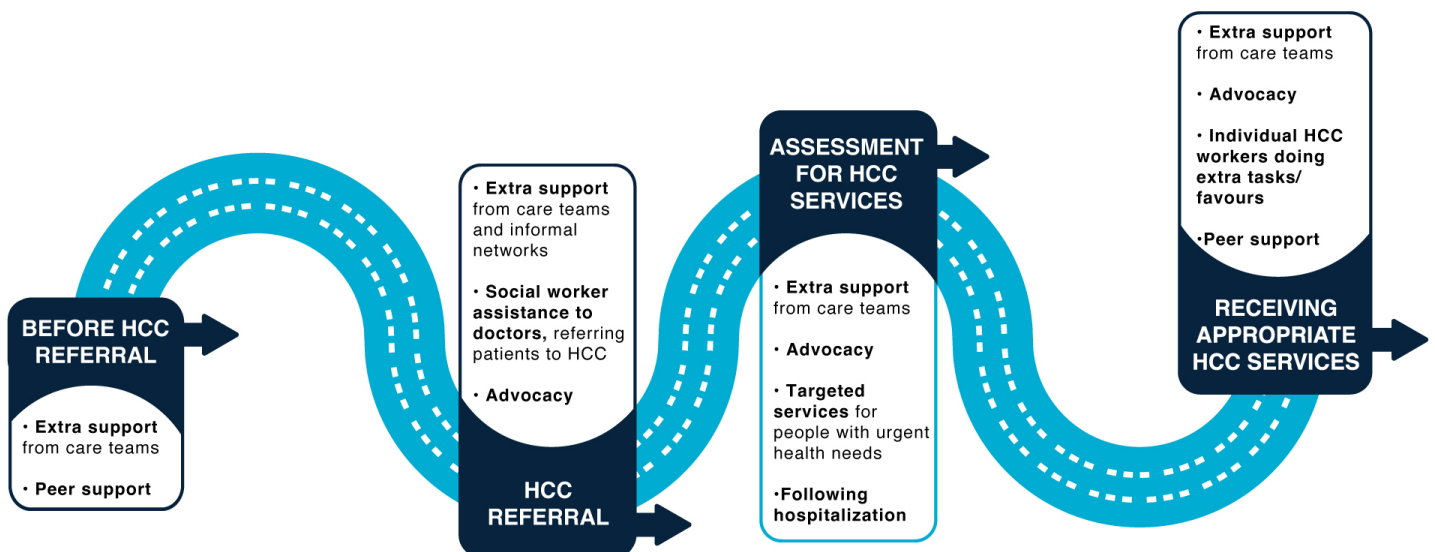 BEFORE HCC
REFERRAL
· Extra support
from care teams
· Peer support
· Extra support
from care teams
and informal
networks
· Social worker
assistance to
doctors, referring
patients to HCC
· Advocacy
HCC
REFERRAL
ASSESSMENT
FOR HCC
SERVICES
· Extra support
from care teams
· Advocacy
· Targeted
services for
people with urgent
health needs
·Following
hospitalization
· Extra support
from care teams
· Advocacy
· Individual HCC
workers doing
extra tasks/
favours
·Peer support
RECEIVING
APPROPRIATE
HCC SERVICES